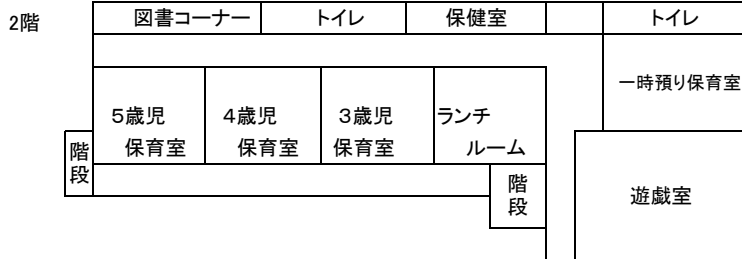 2階
図書コーナー
トイレ
保健室
トイレ
一時預り保育室
5歳児
保育室
4歳児
保育室
3歳児
保育室
ランチ
ルーム
階段
階段
遊戯室